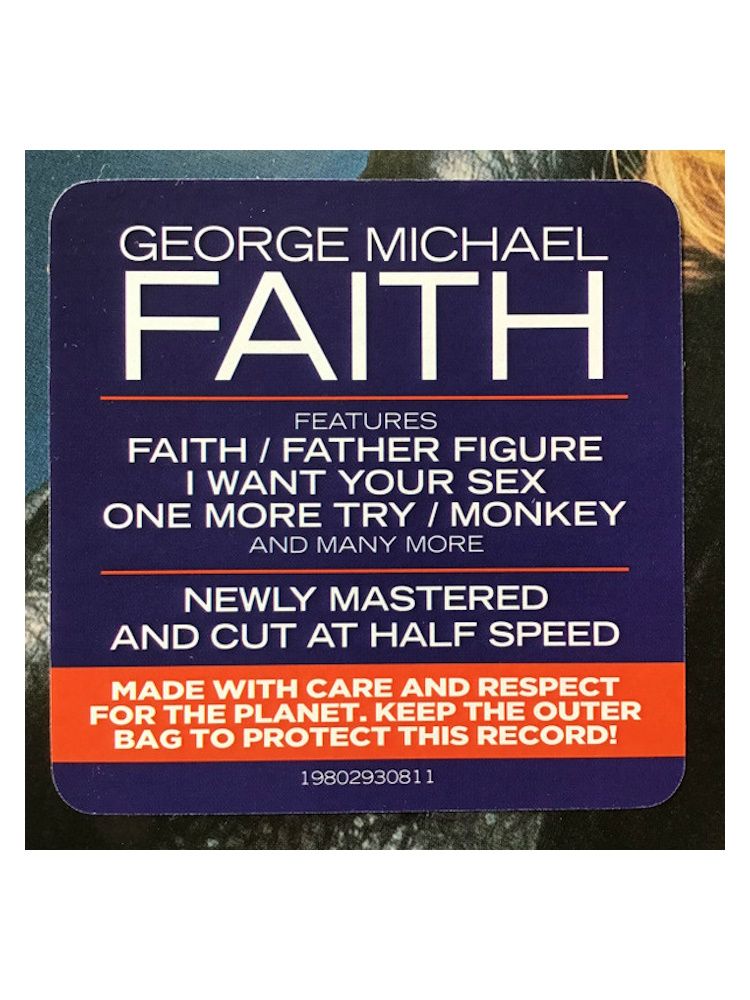 GEORGE MICHAEL
FAITH
FEATURES
FAITH / FATHER FIGURE
I WANT YOUR SEX
ONE MORE TRY / MONKEY
AND MANY MORE
NEWLY MASTERED
AND CUT AT HALF SPEED
MADE WITH CARE AND RESPECT
FOR THE PLANET. KEEP THE OUTER
BAG TO PROTECT THIS RECORD!
19802930811